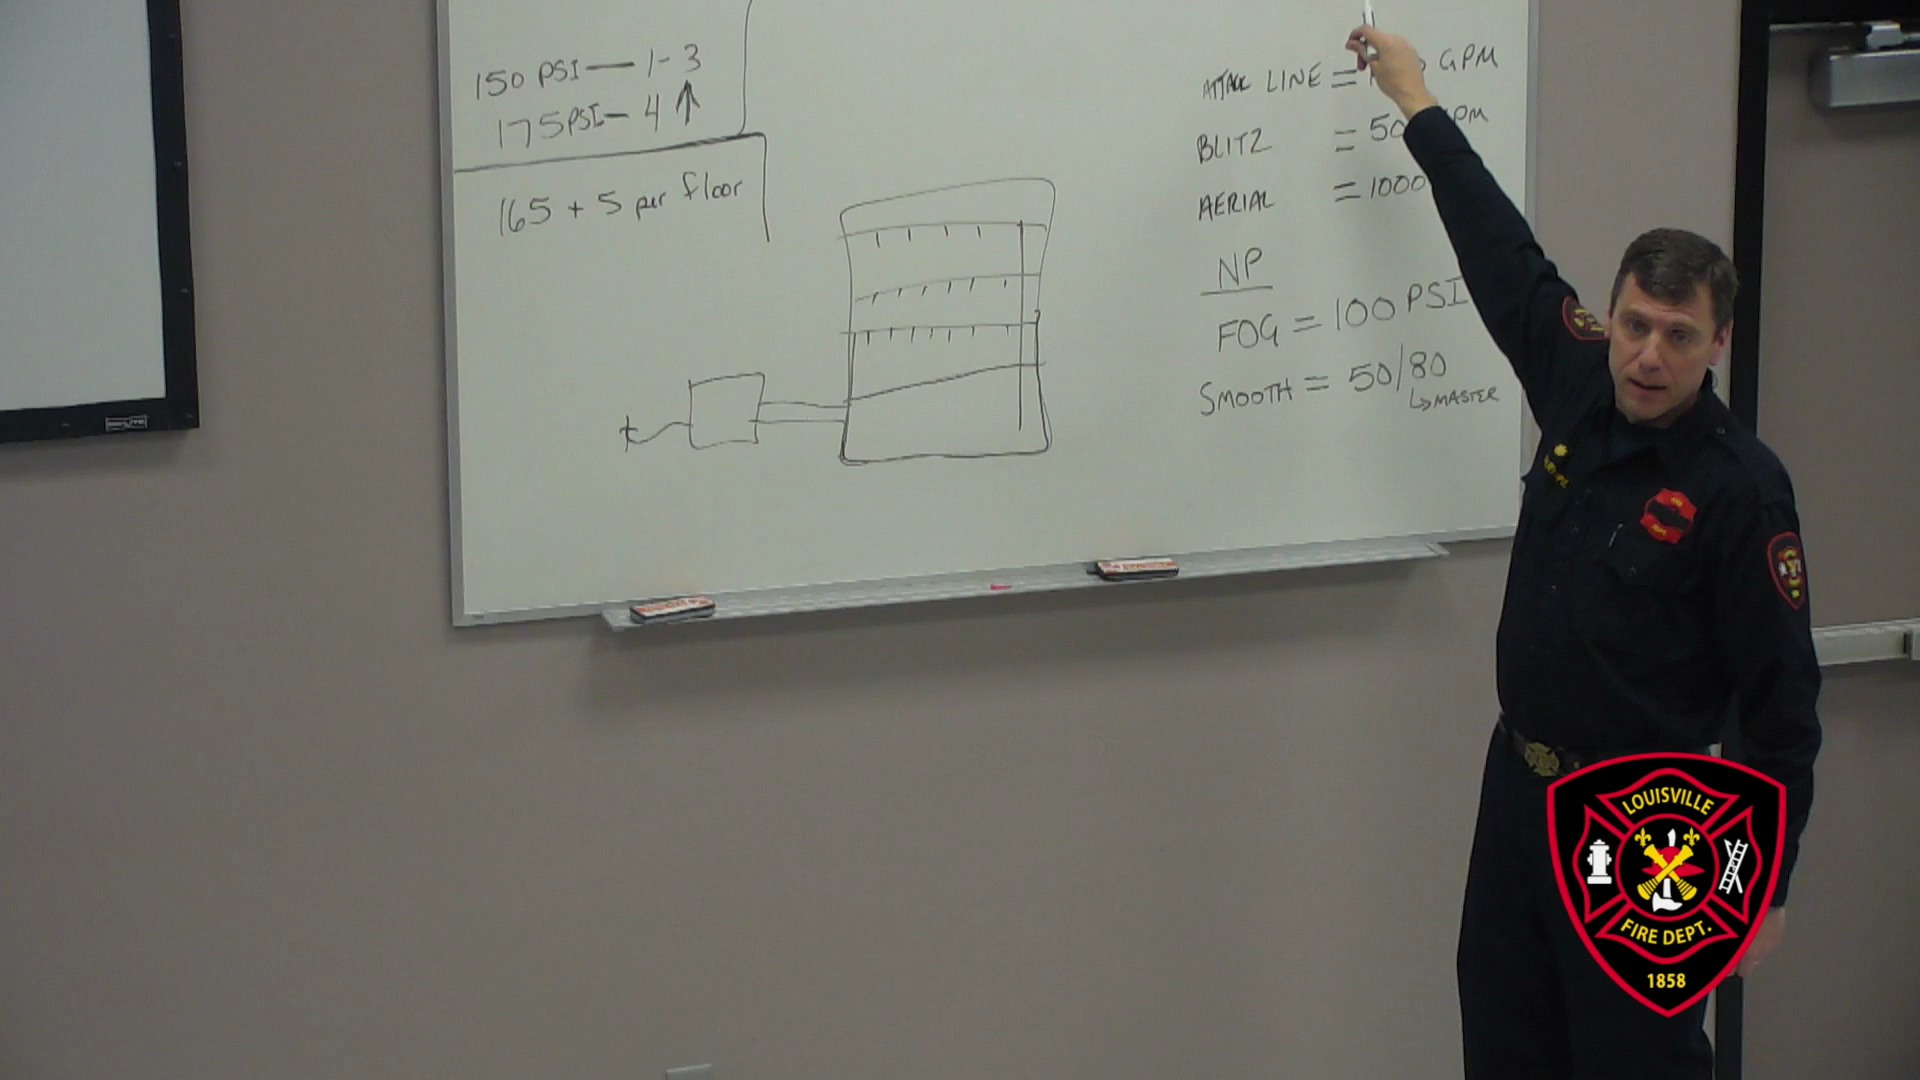 150 PSI — 1-3
175 PSI — 4 ↑
165 + 5 per floor
ATTACK LINE = GPM
BLITZ =
AERIAL = 1000
NP
FOG = 100 PSI
SMOOTH = 50/80
↳ MASTER
LOUISVILLE
FIRE DEPT.
1858